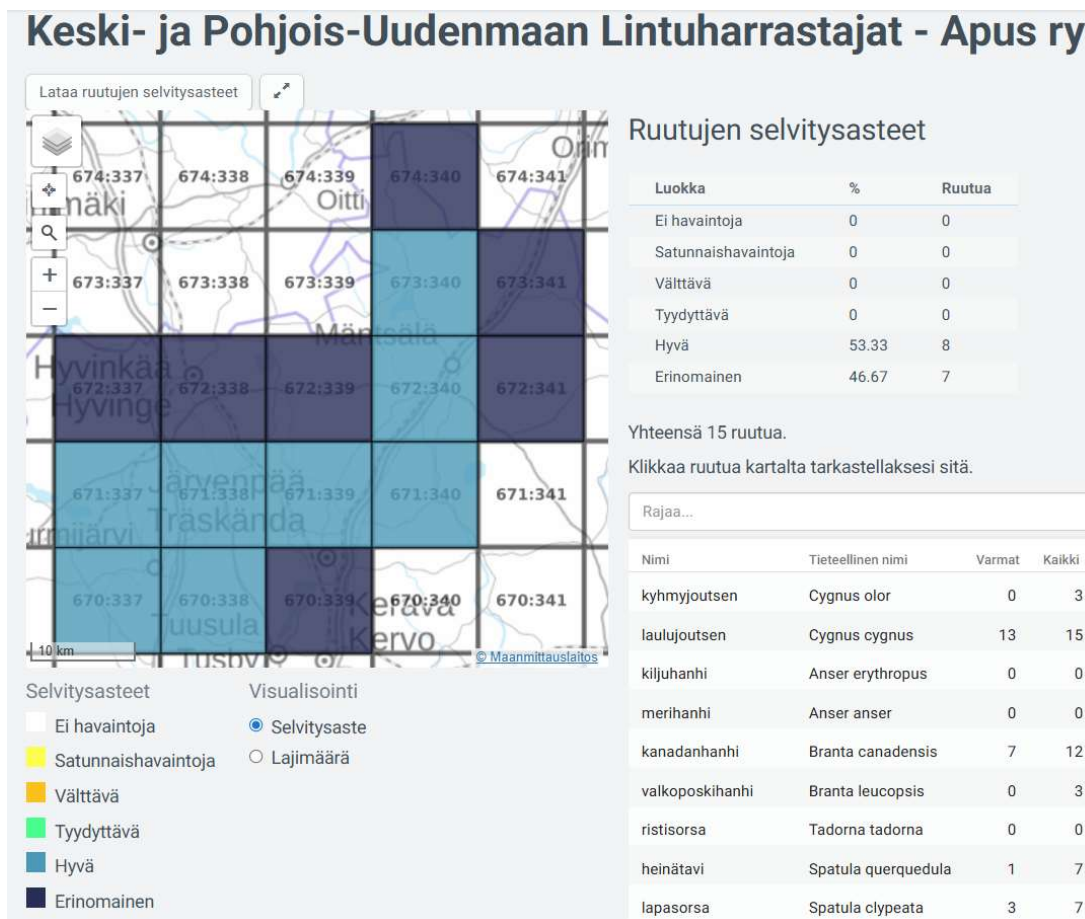 Keski- ja Pohjois-Uudenmaan Lintuharrastajat - Apus ry
Lataa ruutujen selvitysasteet
674:337 674:338 674:339 674:340 674:341
Oitti
673:337 673:338 673:339 673:340 673:341
Mäntsälä
Hyvinkää
672:337 672:338 672:339 672:340 672:341
Hyvinge
Järvenpää
671:337 671:338 671:339 671:340 671:341
Träskända
670:337 670:338 670:339 670:340 670:341
Kerava
Tuusula
Kervo
10 km
Tusby
© Maanmittauslaitos
Selvitysasteet
Ei havaintoja
Satunnaishavaintoja
Välttävä
Tyydyttävä
Hyvä
Erinomainen
Visualisointi
Selvitysaste
Lajimäärä
Ruutujen selvitysasteet
Luokka % Ruutua
Ei havaintoja 0 0
Satunnaishavaintoja 0 0
Välttävä 0 0
Tyydyttävä 0 0
Hyvä 53.33 8
Erinomainen 46.67 7
Yhteensä 15 ruutua.
Klikkaa ruutua kartalta tarkastellaksesi sitä.
Rajaa...
Nimi Tieteellinen nimi Varmat Kaikki
kyhmyjoutsen Cygnus olor 0 3
laulujoutsen Cygnus cygnus 13 15
kiljuhanhi Anser erythropus 0 0
merihanhi Anser anser 0 0
kanadanhanhi Branta canadensis 7 12
valkoposkihanhi Branta leucopsis 0 3
ristisorsa Tadorna tadorna 0 0
heinätavi Spatula querquedula 1 7
lapasorsa Spatula clypeata 3 7